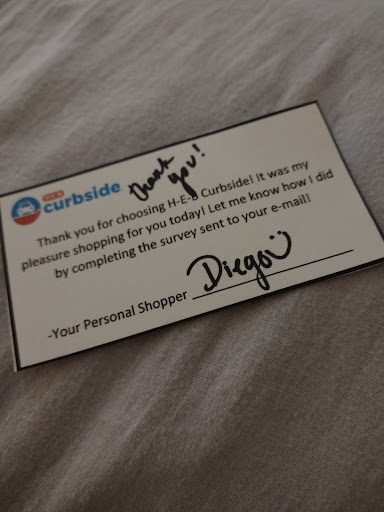 H-E-B
curbside
thank
you!
Thank you for choosing H-E-B Curbside! It was my
pleasure shopping for you today! Let me know how I did
by completing the survey sent to your e-mail!
-Your Personal Shopper Diego